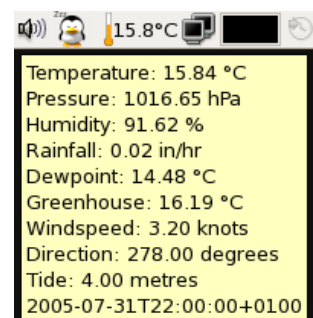 Zzz
15.8°C
Temperature: 15.84 °C
Pressure: 1016.65 hPa
Humidity: 91.62 %
Rainfall: 0.02 in/hr
Dewpoint: 14.48 °C
Greenhouse: 16.19 °C
Windspeed: 3.20 knots
Direction: 278.00 degrees
Tide: 4.00 metres
2005-07-31T22:00:00+0100